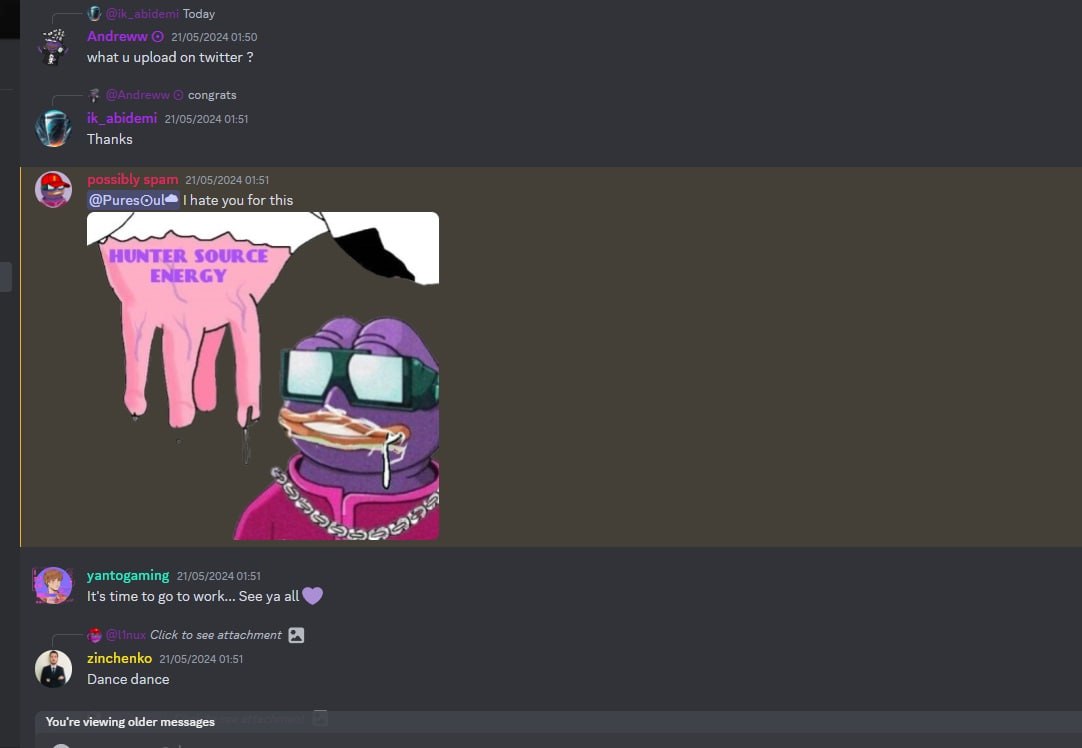 @ik_abidemi Today
Andreww 21/05/2024 01:50
what u upload on twitter ?
@Andreww congrats
ik_abidemi 21/05/2024 01:51
Thanks
possibly spam 21/05/2024 01:51
@Pures⨀ul☁ I hate you for this
HUNTER SOURCE
ENERGY
yantogaming 21/05/2024 01:51
It's time to go to work... See ya all 💜
@l1nux Click to see attachment
zinchenko 21/05/2024 01:51
Dance dance
You're viewing older messages